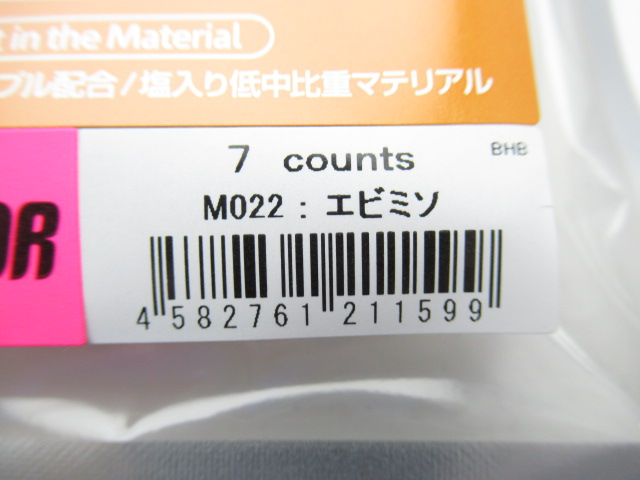 in the Material
ブル配合/塩入り低中比重マテリアル
7 counts
BHB
OR
M022 : エビミソ
4 582761 211599